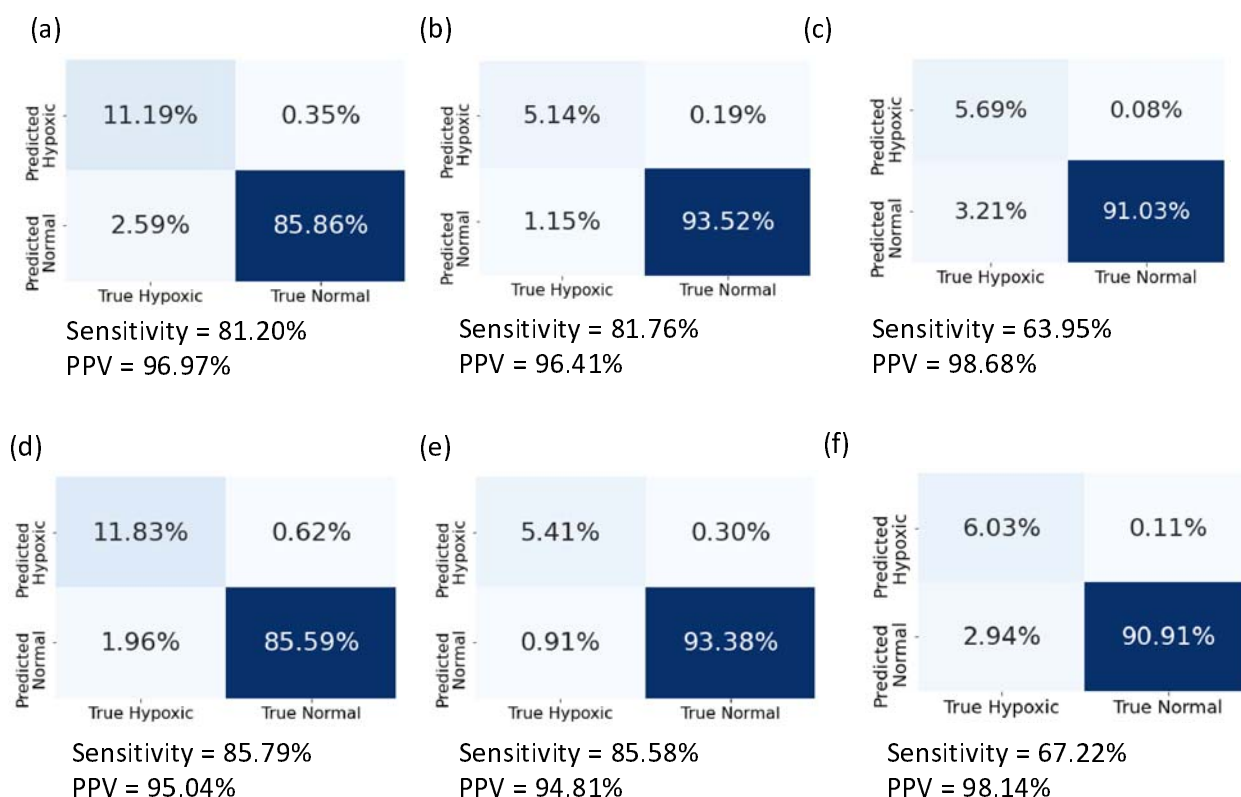 (a)
Predicted
Hypoxic
11.19%
0.35%
Predicted
Normal
2.59%
85.86%
True Hypoxic
True Normal
Sensitivity = 81.20%
PPV = 96.97%
(b)
Predicted
Hypoxic
5.14%
0.19%
Predicted
Normal
1.15%
93.52%
True Hypoxic
True Normal
Sensitivity = 81.76%
PPV = 96.41%
(c)
Predicted
Hypoxic
5.69%
0.08%
Predicted
Normal
3.21%
91.03%
True Hypoxic
True Normal
Sensitivity = 63.95%
PPV = 98.68%
(d)
Predicted
Hypoxic
11.83%
0.62%
Predicted
Normal
1.96%
85.59%
True Hypoxic
True Normal
Sensitivity = 85.79%
PPV = 95.04%
(e)
Predicted
Hypoxic
5.41%
0.30%
Predicted
Normal
0.91%
93.38%
True Hypoxic
True Normal
Sensitivity = 85.58%
PPV = 94.81%
(f)
Predicted
Hypoxic
6.03%
0.11%
Predicted
Normal
2.94%
90.91%
True Hypoxic
True Normal
Sensitivity = 67.22%
PPV = 98.14%